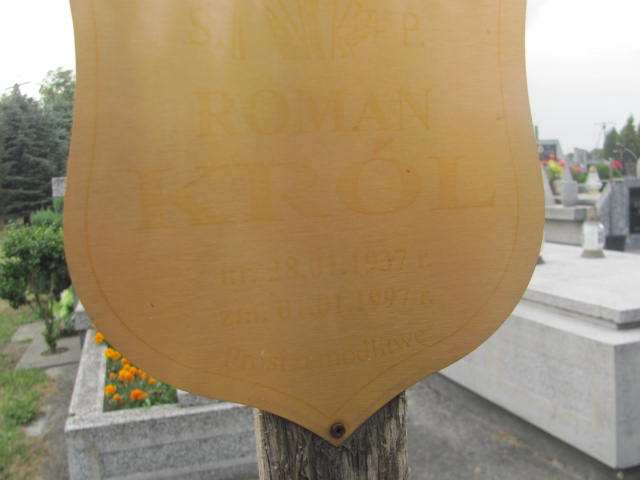 Ś. P.
ROMAN
KRÓL
ur. 28.01.1937 r.
zm. 01.01.1997 r.
Prosi o modlitwę